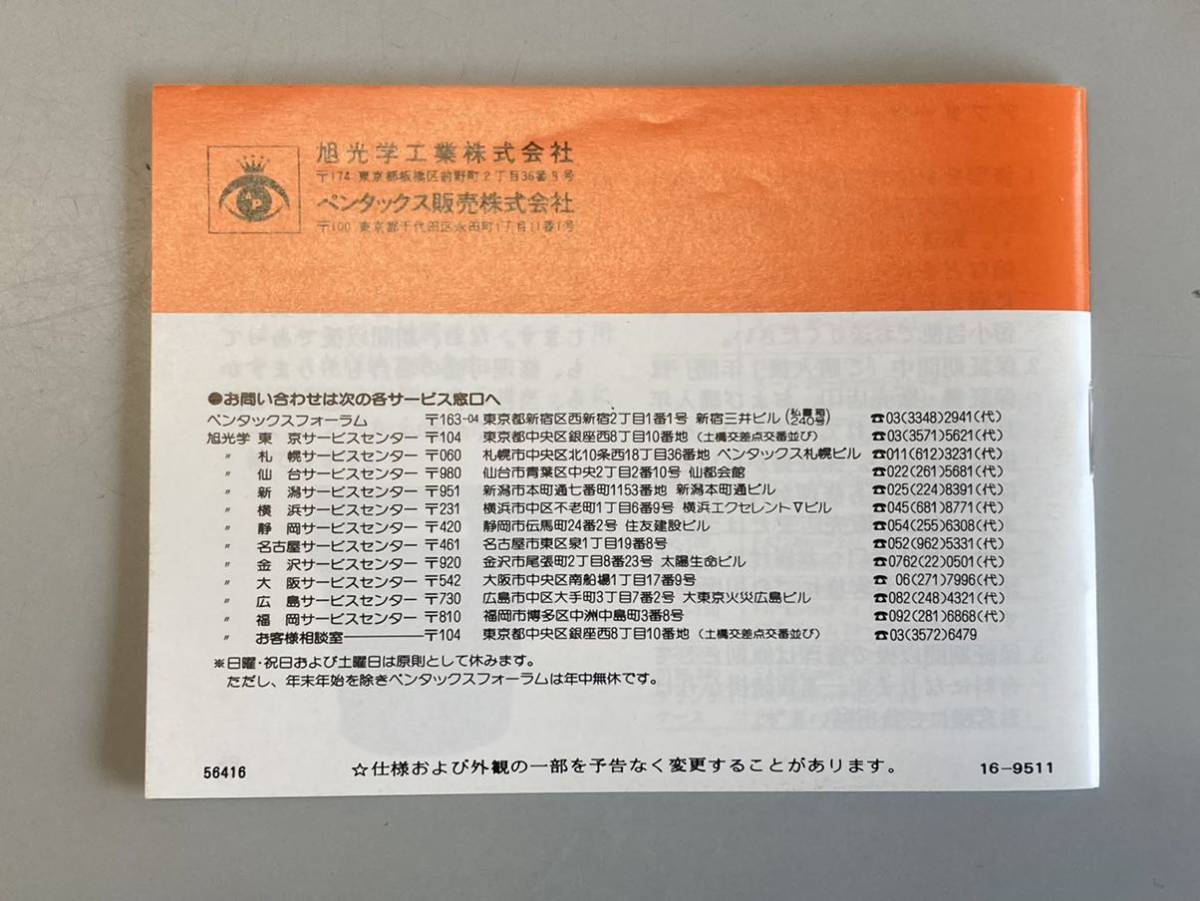 旭光学工業株式会社
〒174 東京都板橋区前野町2丁目36番9号
ペンタックス販売株式会社
〒100 東京都千代田区永田町1丁目11番1号
●お問い合わせは次の各サービス窓口へ
ペンタックスフォーラム 〒163-04 東京都新宿区西新宿2丁目1番1号 新宿三井ビル(私書箱240号) ☎03(3348)2941(代)
旭光学 東京サービスセンター 〒104 東京都中央区銀座西8丁目10番地 (土橋交差点交番並び) ☎03(3571)5621(代)
〃 札幌サービスセンター 〒060 札幌市中央区北10条西18丁目36番地 ペンタックス札幌ビル ☎011(612)3231(代)
〃 仙台サービスセンター 〒980 仙台市青葉区中央2丁目2番10号 仙都会館 ☎022(261)5681(代)
〃 新潟サービスセンター 〒951 新潟市本町通七番町1153番地 新潟本町通ビル ☎025(224)8391(代)
〃 横浜サービスセンター 〒231 横浜市中区不老町1丁目6番9号 横浜エクセレントⅤビル ☎045(681)8771(代)
〃 静岡サービスセンター 〒420 静岡市伝馬町24番2号 住友建設ビル ☎054(255)6308(代)
〃 名古屋サービスセンター 〒461 名古屋市東区泉1丁目19番8号 ☎052(962)5331(代)
〃 金沢サービスセンター 〒920 金沢市尾張町2丁目8番23号 太陽生命ビル ☎0762(22)0501(代)
〃 大阪サービスセンター 〒542 大阪市中央区南船場1丁目17番9号 ☎06(271)7996(代)
〃 広島サービスセンター 〒730 広島市中区大手町3丁目7番2号 大東京火災広島ビル ☎082(248)4321(代)
〃 福岡サービスセンター 〒810 福岡市博多区中洲中島町3番8号 ☎092(281)6868(代)
〃 お客様相談室────〒104 東京都中央区銀座西8丁目10番地 (土橋交差点交番並び) ☎03(3572)6479
※日曜・祝日および土曜日は原則として休みます。
ただし、年末年始を除きペンタックスフォーラムは年中無休です。
56416 ☆仕様および外観の一部を予告なく変更することがあります。 16-9511